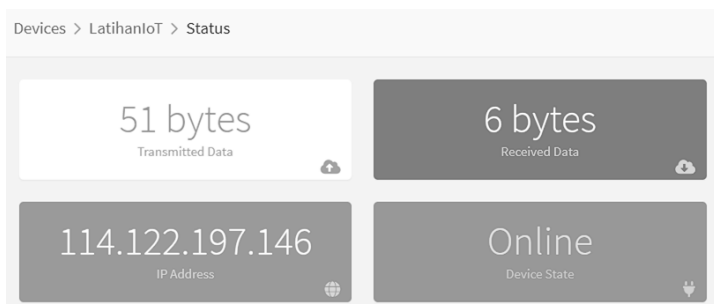 Devices > LatihanIoT > Status
51 bytes
Transmitted Data
6 bytes
Received Data
114.122.197.146
IP Address
Online
Device State